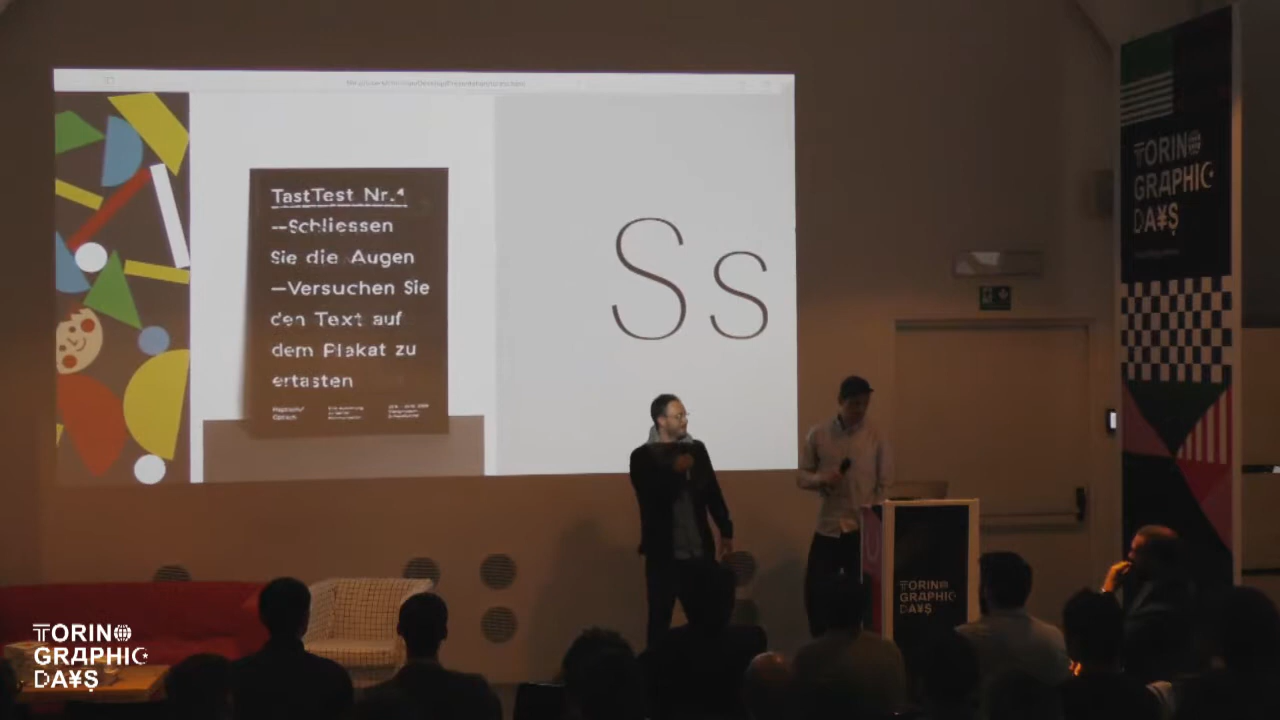 TastTest Nr.4
—Schliessen
Sie die Augen
—Versuchen Sie
den Text auf
dem Plakat zu
ertasten
Ss
TORINO
GRAPHIC
DAYS
TORINO
GRAPHIC
DAYS
TORINO
GRAPHIC
DAYS